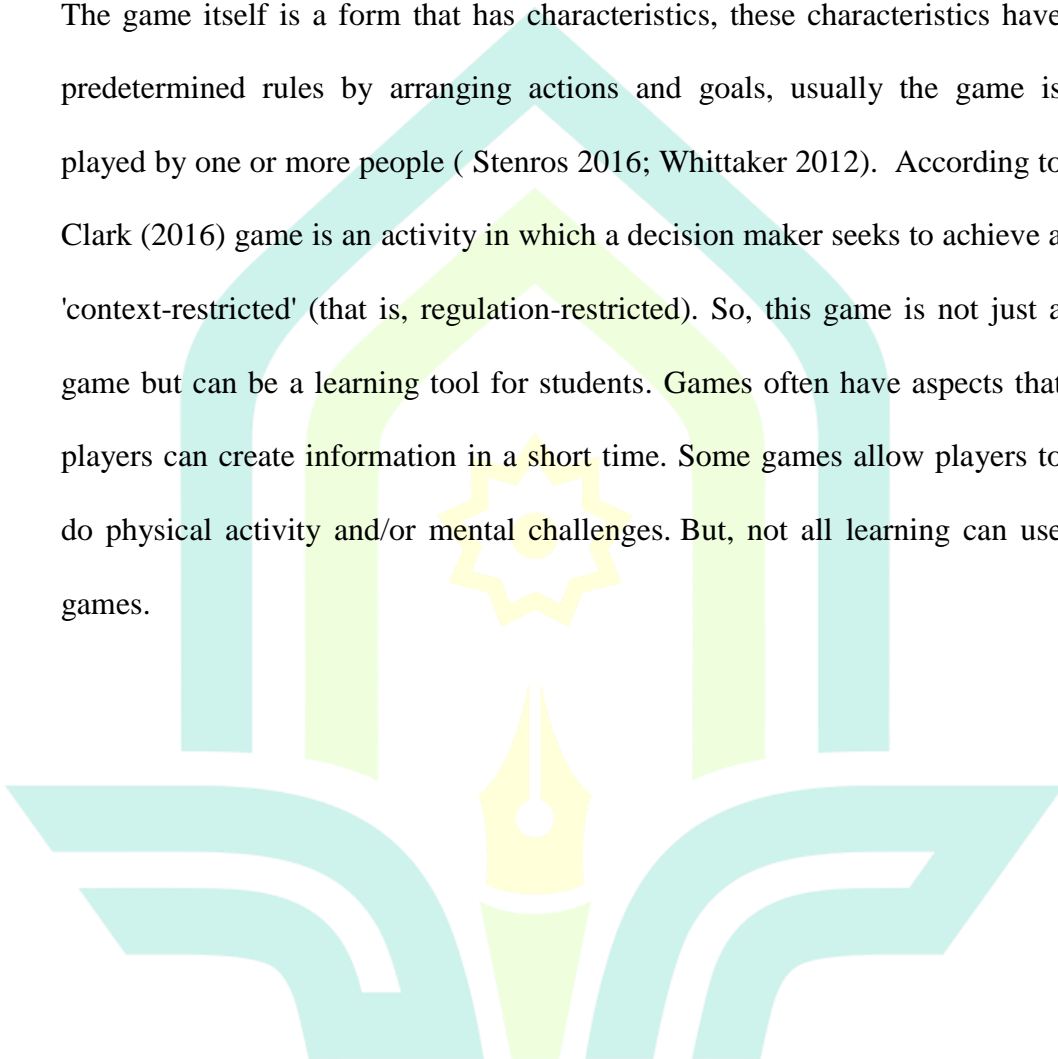 The game itself is a form that has characteristics, these characteristics have
predetermined rules by arranging actions and goals, usually the game is
played by one or more people ( Stenros 2016; Whittaker 2012).  According to
Clark (2016) game is an activity in which a decision maker seeks to achieve a
'context-restricted' (that is, regulation-restricted). So, this game is not just a
game but can be a learning tool for students. Games often have aspects that
players can create information in a short time. Some games allow players to
do physical activity and/or mental challenges. But, not all learning can use
games.